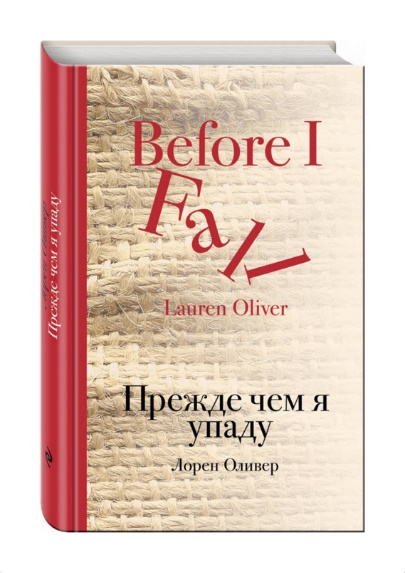 Before I
Fall
Lauren Oliver
Прежде чем я
упаду
Лорен Оливер
Прежде чем я упаду